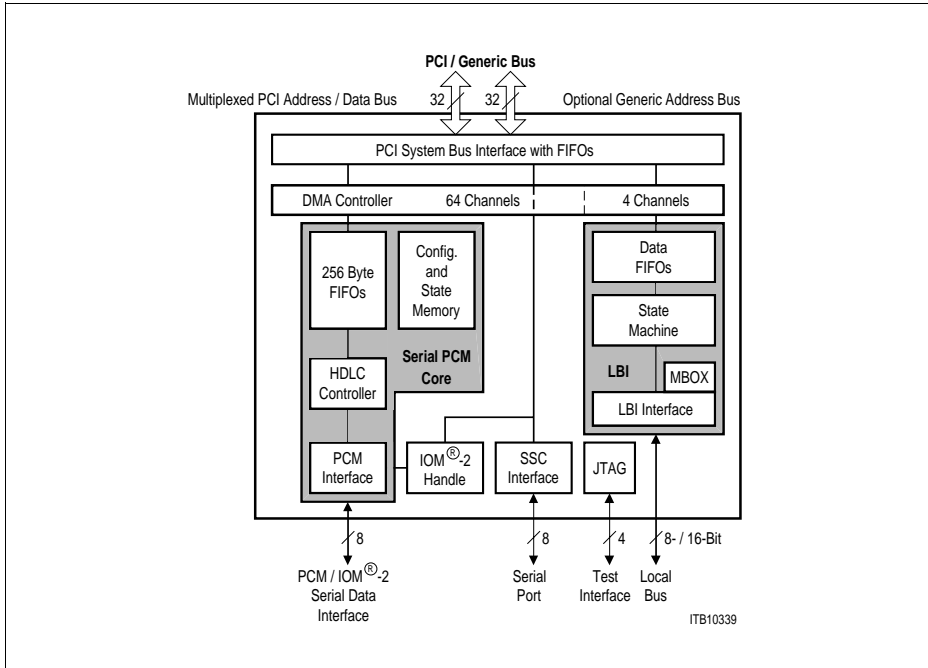 PCI / Generic Bus
Multiplexed PCI Address / Data Bus
32
32
Optional Generic Address Bus
PCI System Bus Interface with FIFOs
DMA Controller
64 Channels
4 Channels
256 Byte
FIFOs
Config.
and
State
Memory
Data
FIFOs
State
Machine
HDLC
Controller
Serial PCM
Core
LBI
MBOX
LBI Interface
PCM
Interface
IOM®-2
Handle
SSC
Interface
JTAG
8
8
4
8- / 16-Bit
PCM / IOM®-2
Serial Data
Interface
Serial
Port
Test
Interface
Local
Bus
ITB10339